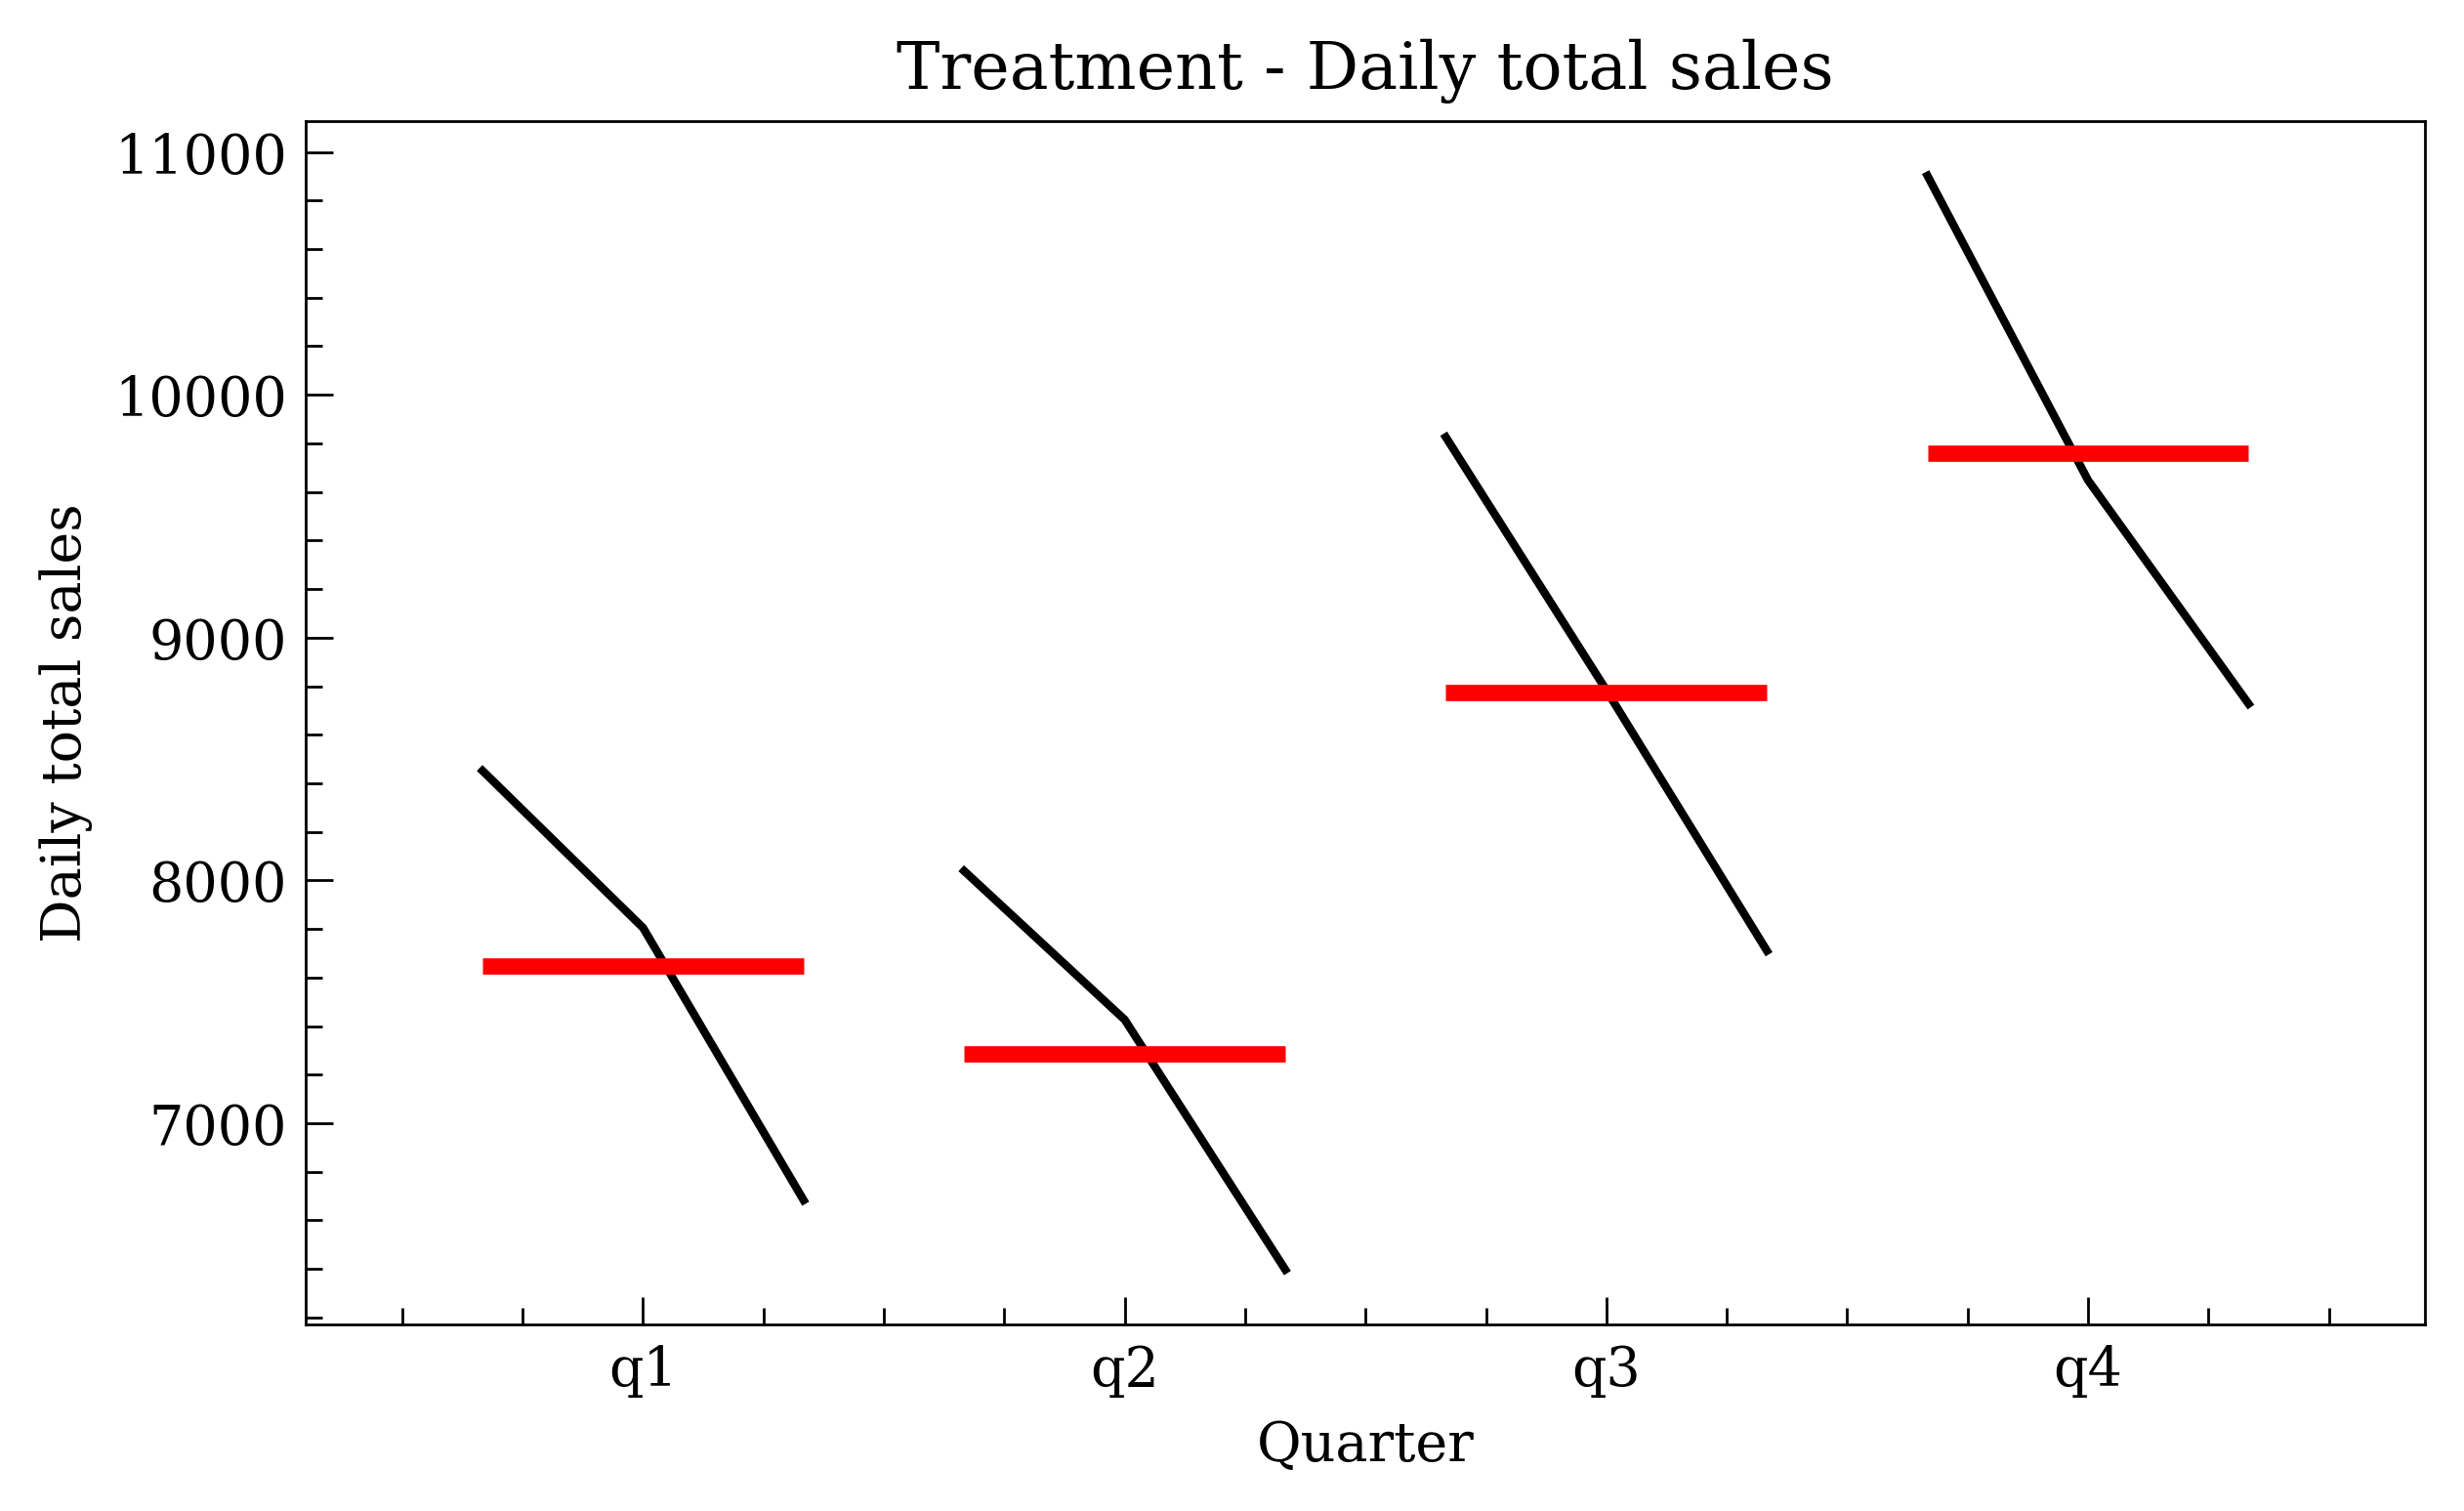 Treatment - Daily total sales
Daily total sales
11000
10000
9000
8000
7000
q1 q2 q3 q4
Quarter